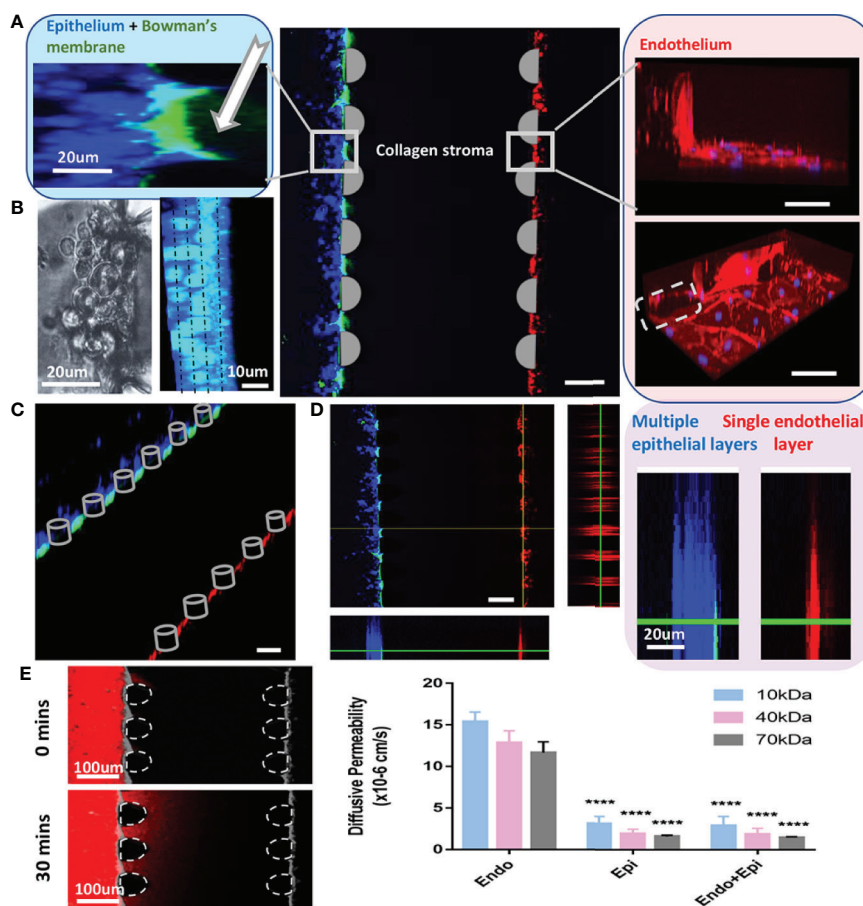 A
Epithelium + Bowman's
membrane
20um
Collagen stroma
Endothelium
B
20um
10um
C
D
Multiple
epithelial layers
Single endothelial
layer
20um
E
0 mins
100um
30 mins
100um
Diffusive Permeability
(x10-6 cm/s)
20
15
10
5
0
10kDa
40kDa
70kDa
**** **** ****
**** **** ****
Endo
Epi
Endo+Epi